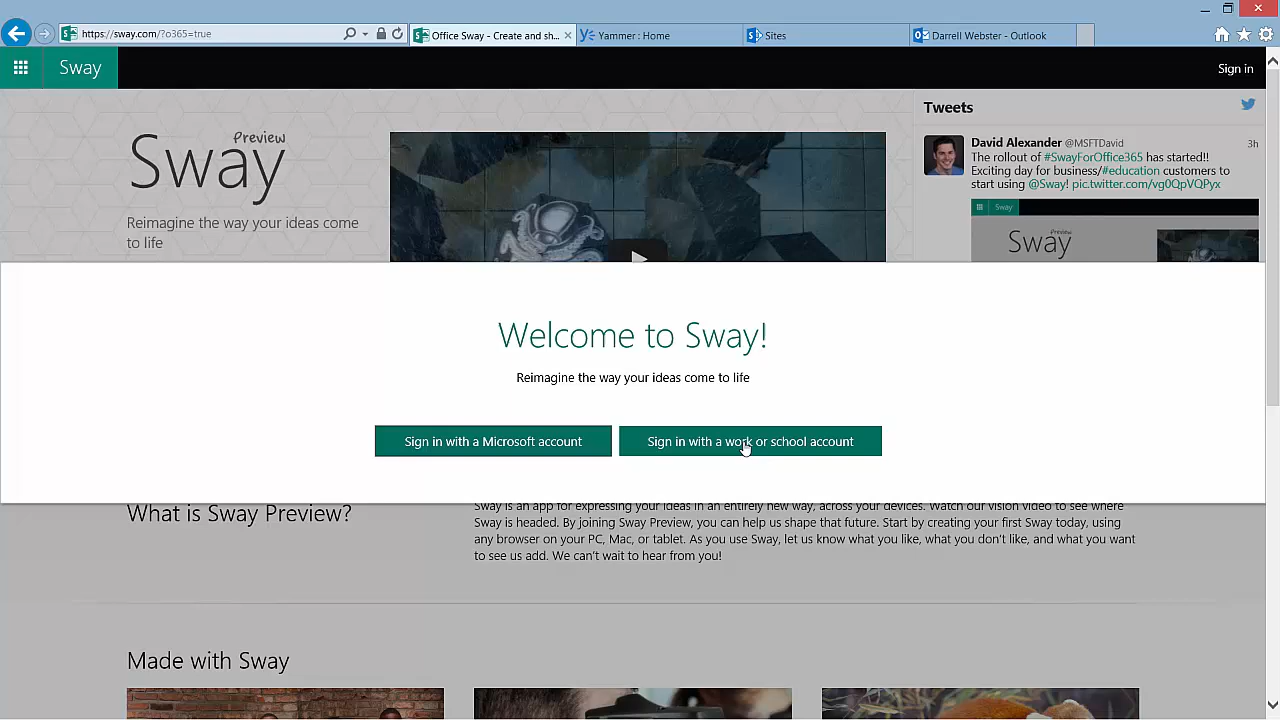 https://sway.com/?o365=true
Office Sway - Create and sh...
Yammer : Home
Sites
Darrell Webster - Outlook
Sway
Sign in
Preview
Sway
Reimagine the way your ideas come
to life
Tweets
David Alexander @MSFTDavid 3h
The rollout of #SwayForOffice365 has started!!
Exciting day for business/#education customers to
start using @Sway! pic.twitter.com/vg0QpVQPyx
Sway
Preview
Sway
Welcome to Sway!
Reimagine the way your ideas come to life
Sign in with a Microsoft account
Sign in with a work or school account
What is Sway Preview?
Sway is an app for expressing your ideas in an entirely new way, across your devices. Watch our vision video to see where
Sway is headed. By joining Sway Preview, you can help us shape that future. Start by creating your first Sway today, using
any browser on your PC, Mac, or tablet. As you use Sway, let us know what you like, what you don't like, and what you want
to see us add. We can't wait to hear from you!
Made with Sway